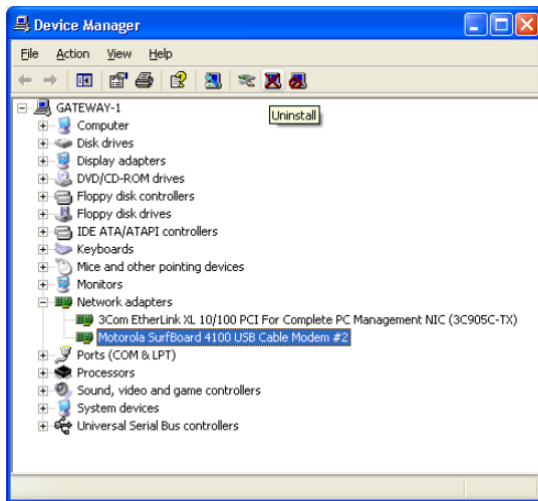 Device Manager
File Action View Help
Uninstall
GATEWAY-1
Computer
Disk drives
Display adapters
DVD/CD-ROM drives
Floppy disk controllers
Floppy disk drives
IDE ATA/ATAPI controllers
Keyboards
Mice and other pointing devices
Monitors
Network adapters
3Com EtherLink XL 10/100 PCI For Complete PC Management NIC (3C905C-TX)
Motorola SurfBoard 4100 USB Cable Modem #2
Ports (COM & LPT)
Processors
Sound, video and game controllers
System devices
Universal Serial Bus controllers